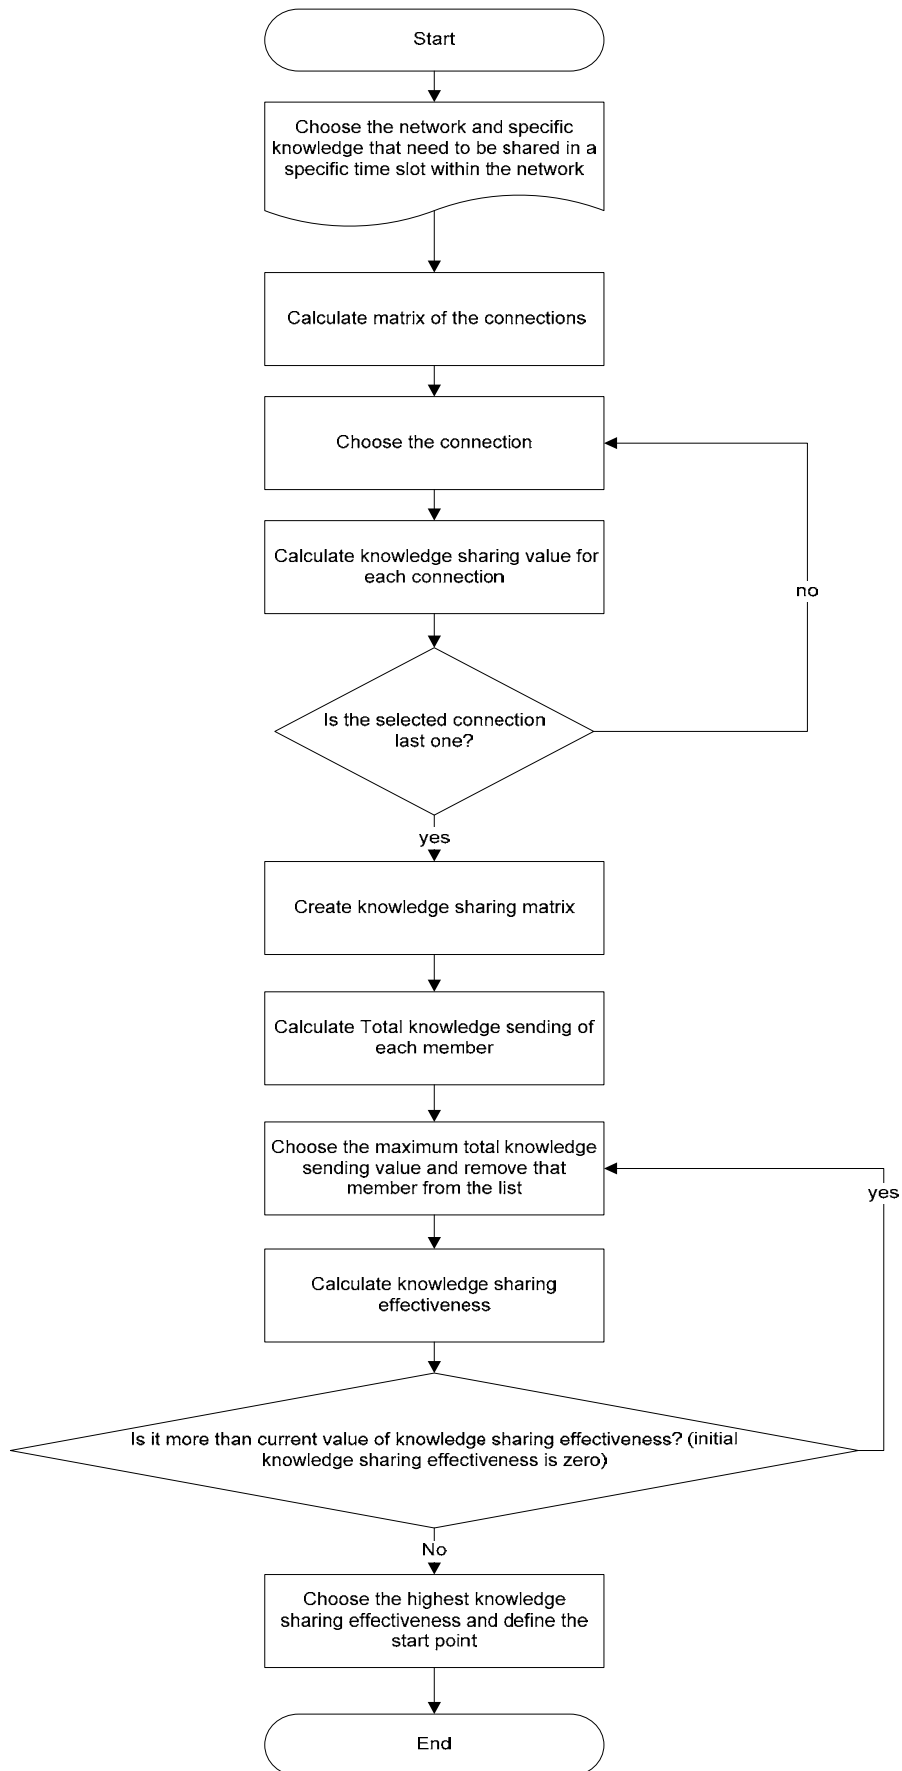 Start
Choose the network and specific
knowledge that need to be shared in a
specific time slot within the network
Calculate matrix of the connections
Choose the connection
Calculate knowledge sharing value for
each connection
no
Is the selected connection
last one?
yes
Create knowledge sharing matrix
Calculate Total knowledge sending of
each member
Choose the maximum total knowledge
sending value and remove that
member from the list
yes
Calculate knowledge sharing
effectiveness
Is it more than current value of knowledge sharing effectiveness? (initial
knowledge sharing effectiveness is zero)
No
Choose the highest knowledge
sharing effectiveness and define the
start point
End